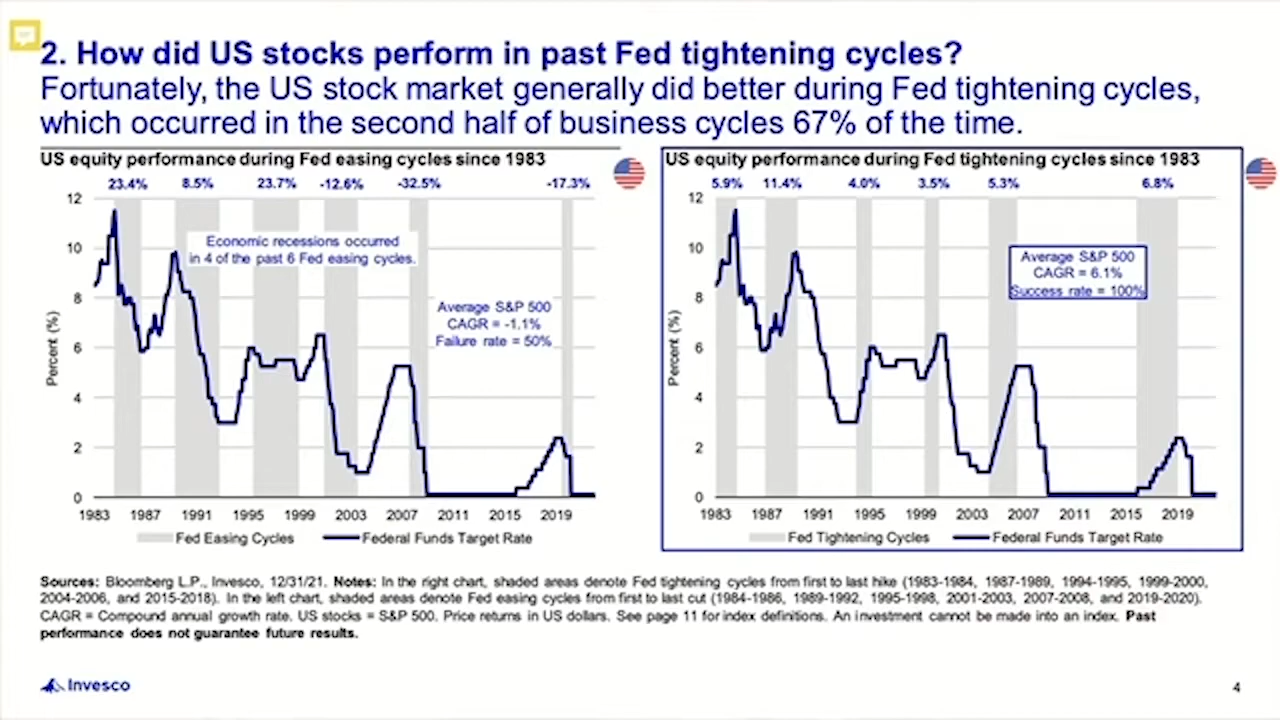 2. How did US stocks perform in past Fed tightening cycles?
Fortunately, the US stock market generally did better during Fed tightening cycles,
which occurred in the second half of business cycles 67% of the time.
US equity performance during Fed easing cycles since 1983
23.4% 8.5% 23.7% -12.6% -32.5% -17.3%
12
10
8
6
4
2
0
Percent (%)
Economic recessions occurred
in 4 of the past 6 Fed easing cycles.
Average S&P 500
CAGR = -1.1%
Failure rate = 50%
1983 1987 1991 1995 1999 2003 2007 2011 2015 2019
Fed Easing Cycles Federal Funds Target Rate
US equity performance during Fed tightening cycles since 1983
5.9% 11.4% 4.0% 3.5% 5.3% 6.8%
12
10
8
6
4
2
0
Percent (%)
Average S&P 500
CAGR = 6.1%
Success rate = 100%
1983 1987 1991 1995 1999 2003 2007 2011 2015 2019
Fed Tightening Cycles Federal Funds Target Rate
Sources: Bloomberg L.P., Invesco, 12/31/21. Notes: In the right chart, shaded areas denote Fed tightening cycles from first to last hike (1983-1984, 1987-1989, 1994-1995, 1999-2000,
2004-2006, and 2015-2018). In the left chart, shaded areas denote Fed easing cycles from first to last cut (1984-1986, 1989-1992, 1995-1998, 2001-2003, 2007-2008, and 2019-2020).
CAGR = Compound annual growth rate. US stocks = S&P 500. Price returns in US dollars. See page 11 for index definitions. An investment cannot be made into an index. Past
performance does not guarantee future results.
Invesco
4